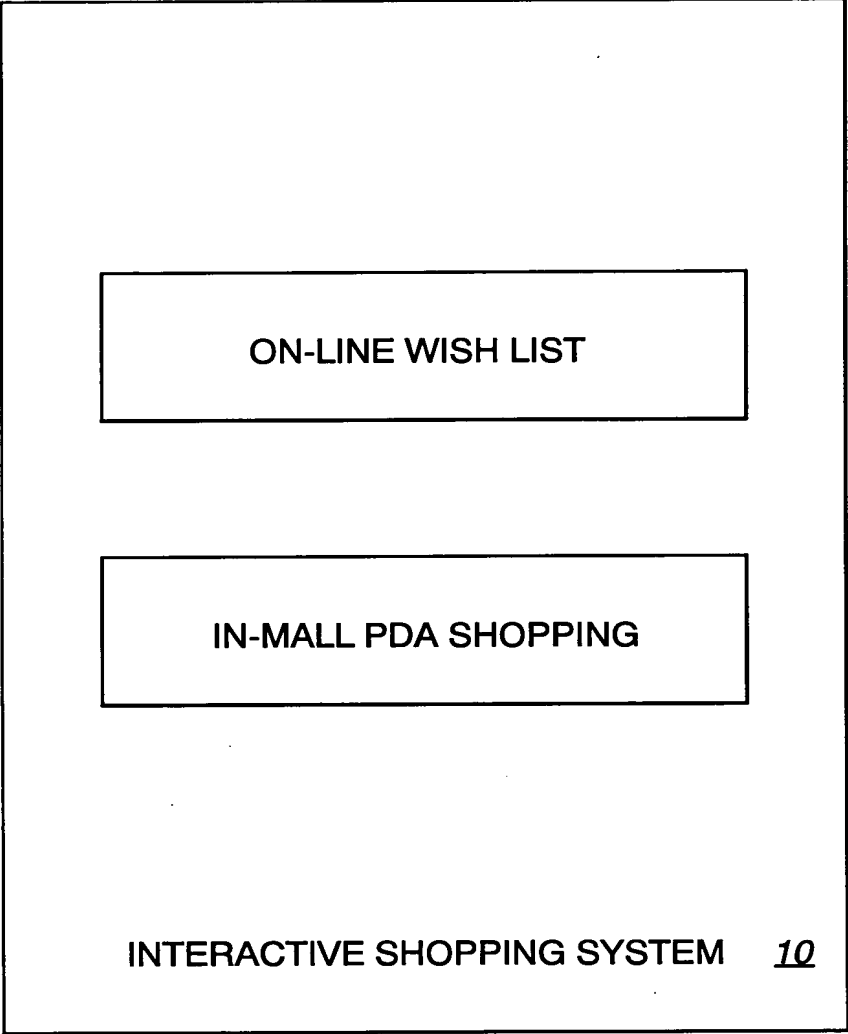 ON-LINE WISH LIST
IN-MALL PDA SHOPPING
INTERACTIVE SHOPPING SYSTEM 10